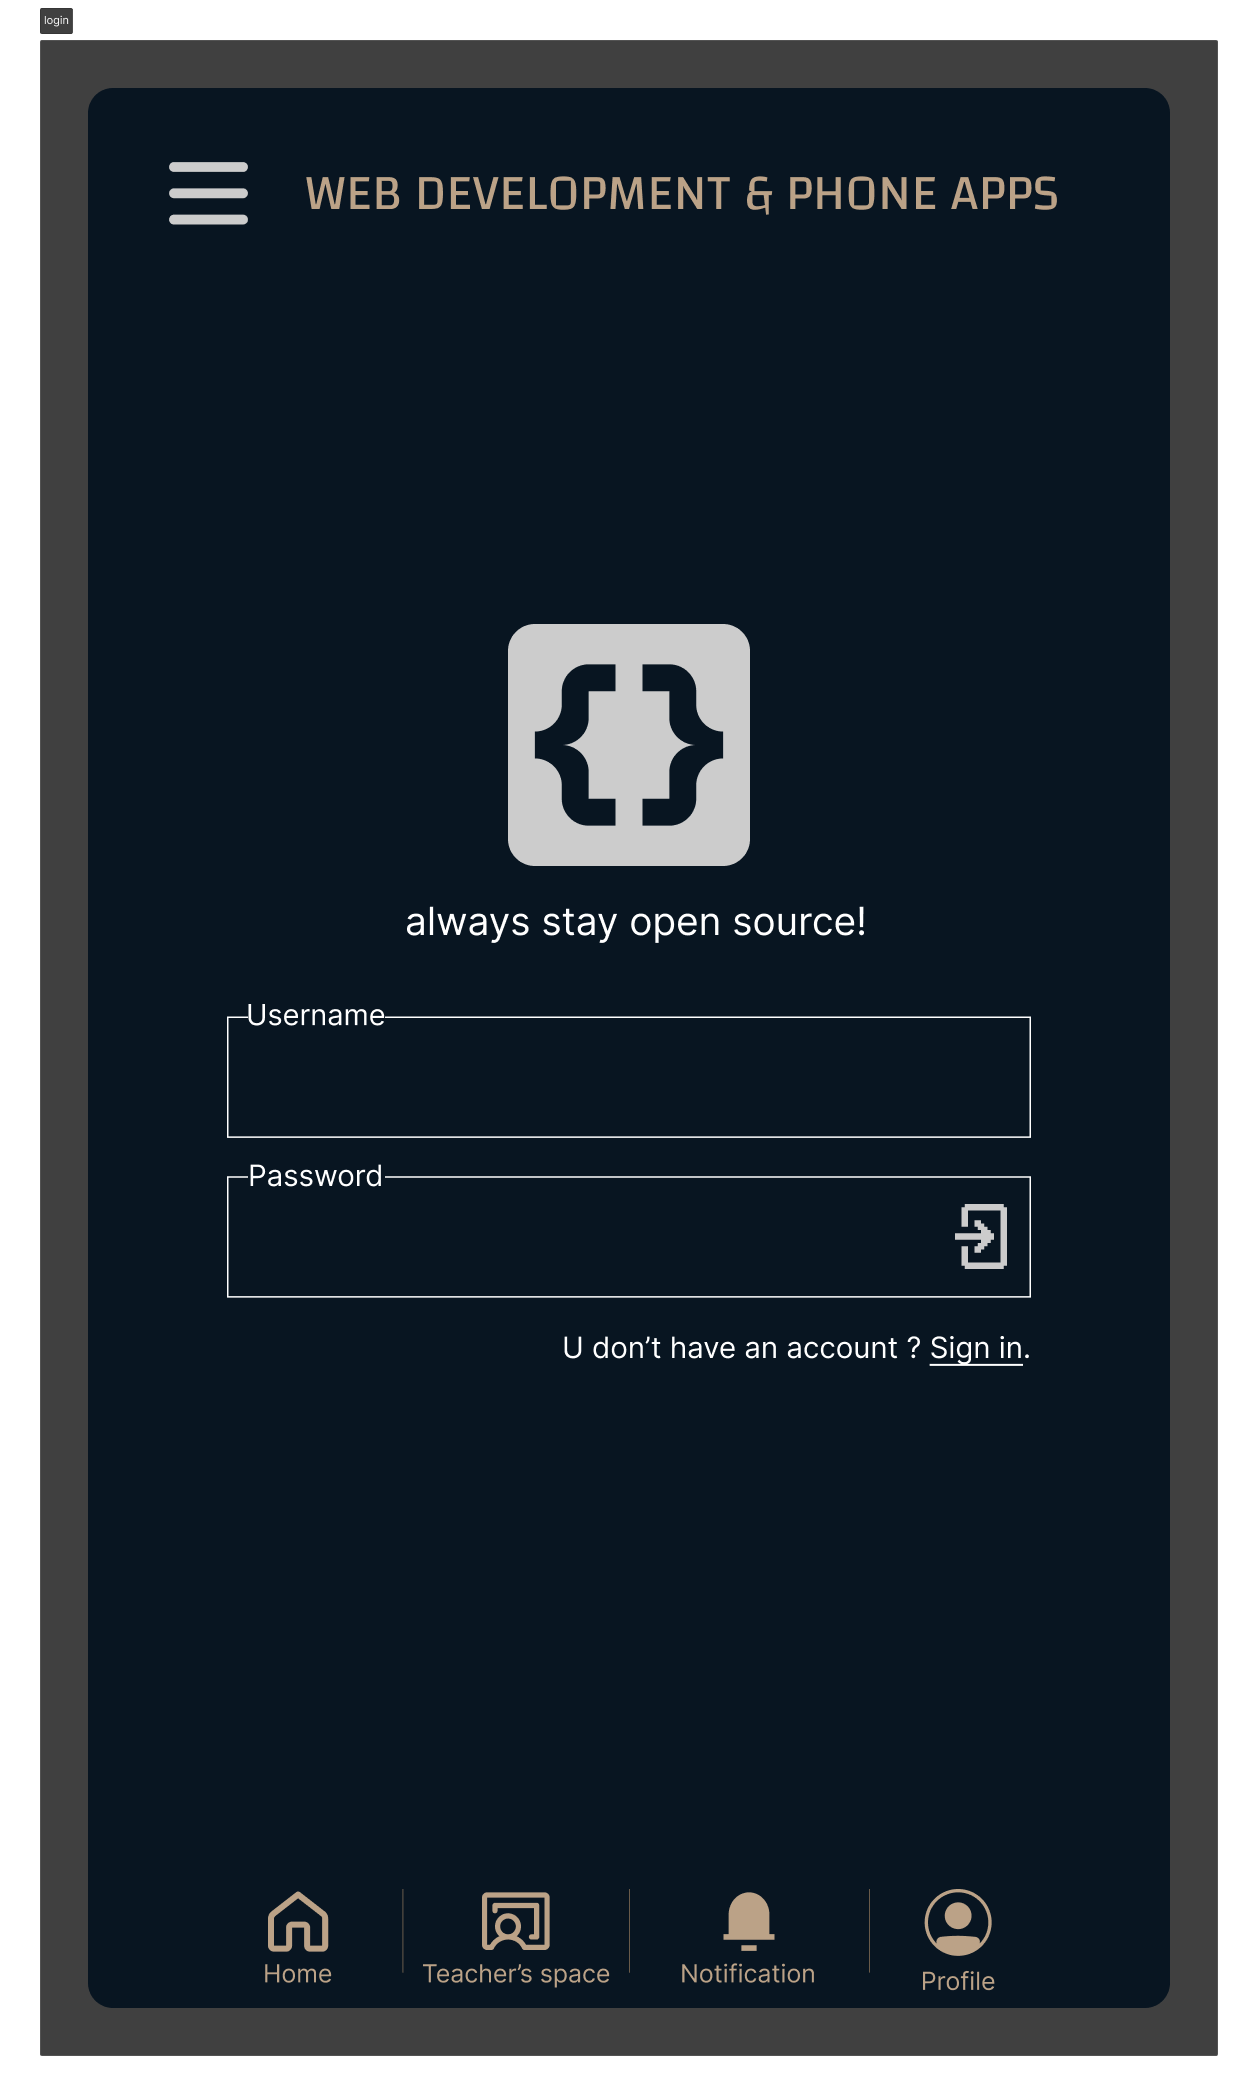 login
WEB DEVELOPMENT & PHONE APPS
{ }
always stay open source!
Username
Password
U don’t have an account ? Sign in.
Home
Teacher’s space
Notification
Profile